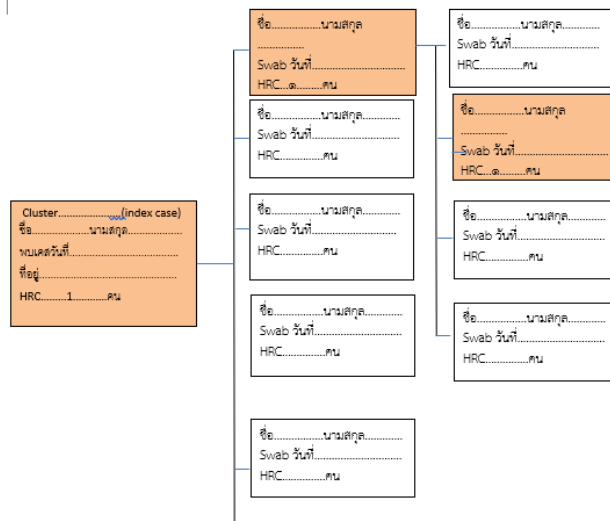 Cluster......................(index case)
ชื่อ....................นามสกุล....................
พบเคสวันที่........................................
ที่อยู่..................................................
HRC.........1............คน
ชื่อ..................นามสกุล
................
Swab วันที่..................................
HRC...๑.........คน
ชื่อ..................นามสกุล..............
Swab วันที่................................
HRC................คน
ชื่อ..................นามสกุล..............
Swab วันที่...............................
HRC................คน
ชื่อ..................นามสกุล..............
Swab วันที่................................
HRC................คน
ชื่อ..................นามสกุล..............
Swab วันที่................................
HRC................คน
ชื่อ..................นามสกุล...........
Swab วันที่................................
HRC................คน
ชื่อ..................นามสกุล
................
Swab วันที่..................................
HRC...๑.........คน
ชื่อ..................นามสกุล...........
Swab วันที่................................
HRC................คน
ชื่อ..................นามสกุล...........
Swab วันที่................................
HRC................คน